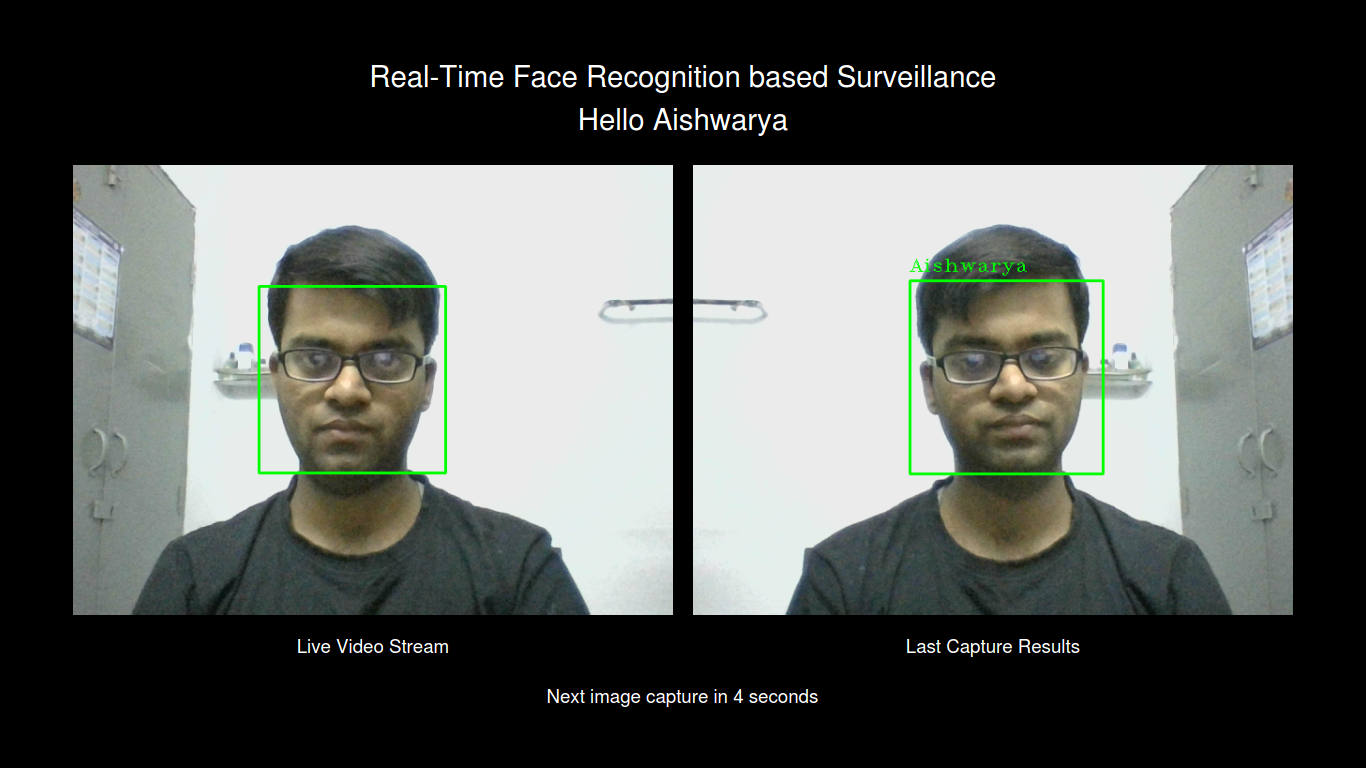 Real-Time Face Recognition based Surveillance
Hello Aishwarya
Aishwarya
Live Video Stream
Last Capture Results
Next image capture in 4 seconds